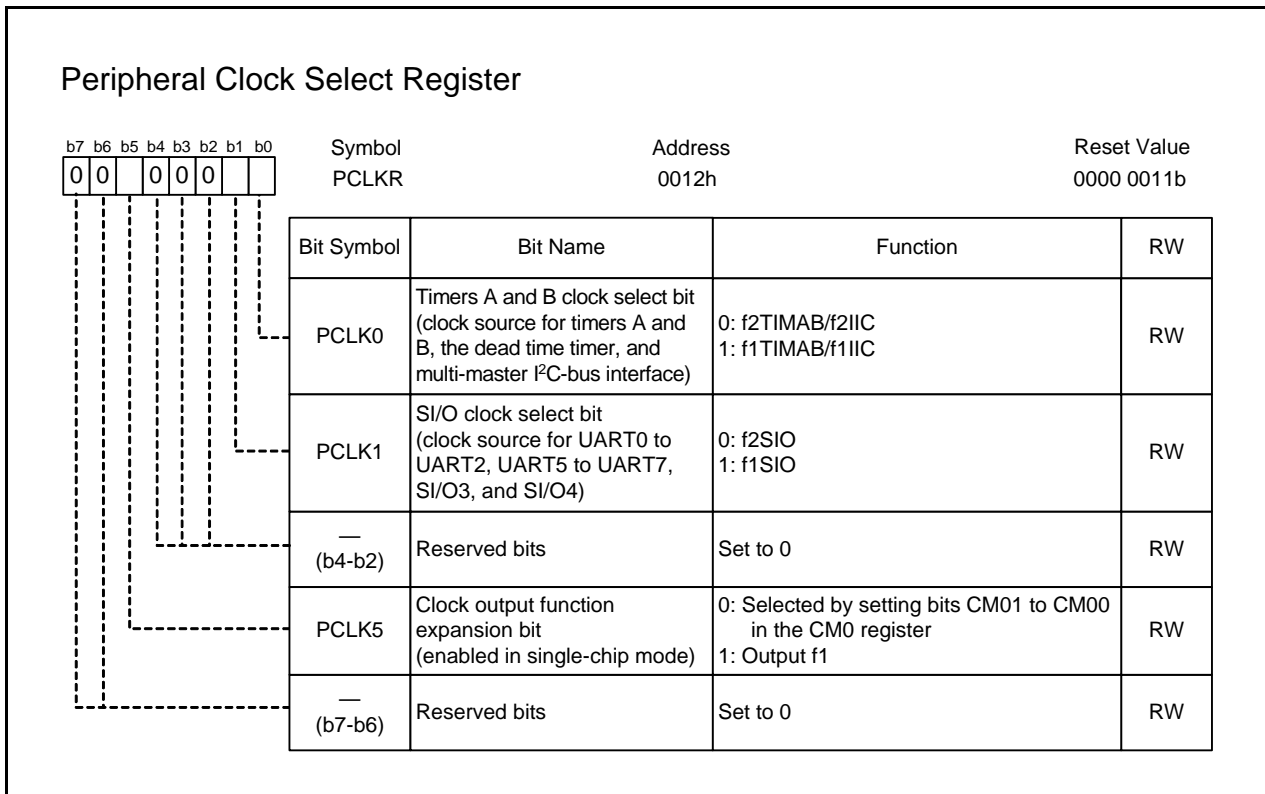 Peripheral Clock Select Register
b7 b6 b5 b4 b3 b2 b1 b0 Symbol Address Reset Value
0 0 0 0 0 PCLKR 0012h 0000 0011b
Bit Symbol Bit Name Function RW
PCLK0 Timers A and B clock select bit
(clock source for timers A and
B, the dead time timer, and
multi-master I²C-bus interface)
0: f2TIMAB/f2IIC
1: f1TIMAB/f1IIC
RW
PCLK1 SI/O clock select bit
(clock source for UART0 to
UART2, UART5 to UART7,
SI/O3, and SI/O4)
0: f2SIO
1: f1SIO
RW
—
(b4-b2)
Reserved bits Set to 0 RW
PCLK5 Clock output function
expansion bit
(enabled in single-chip mode)
0: Selected by setting bits CM01 to CM00
in the CM0 register
1: Output f1
RW
—
(b7-b6)
Reserved bits Set to 0 RW